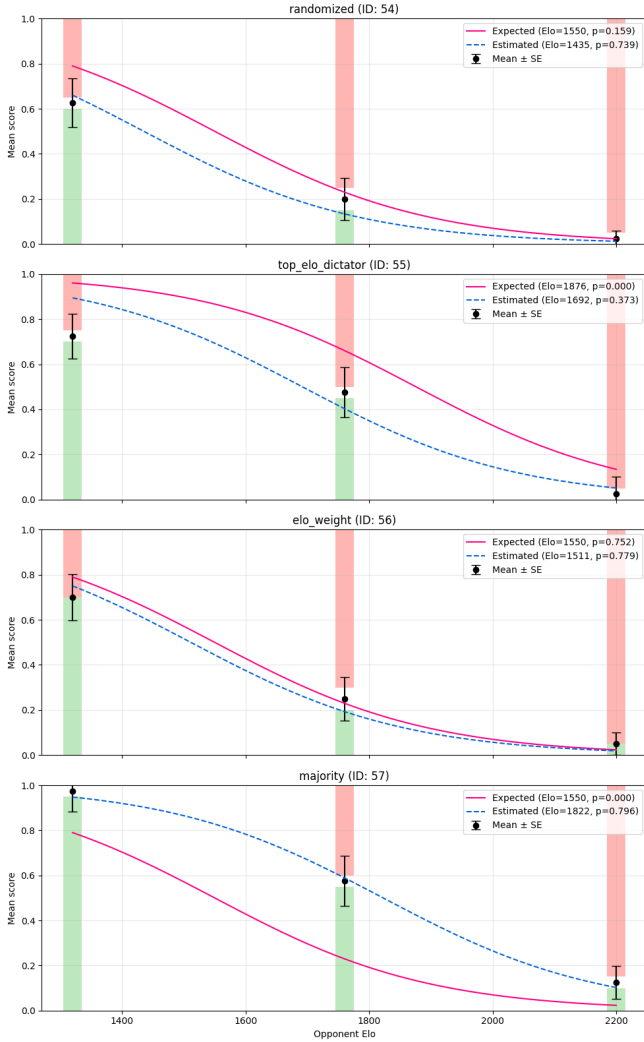 randomized (ID: 54)
1.0
0.8
0.6
0.4
0.2
0.0
Mean score
Expected (Elo=1550, p=0.159)
Estimated (Elo=1435, p=0.739)
Mean ± SE
top_elo_dictator (ID: 55)
1.0
0.8
0.6
0.4
0.2
0.0
Mean score
Expected (Elo=1876, p=0.000)
Estimated (Elo=1692, p=0.373)
Mean ± SE
elo_weight (ID: 56)
1.0
0.8
0.6
0.4
0.2
0.0
Mean score
Expected (Elo=1550, p=0.752)
Estimated (Elo=1511, p=0.779)
Mean ± SE
majority (ID: 57)
1.0
0.8
0.6
0.4
0.2
0.0
Mean score
Expected (Elo=1550, p=0.000)
Estimated (Elo=1822, p=0.796)
Mean ± SE
1400 1600 1800 2000 2200
Opponent Elo